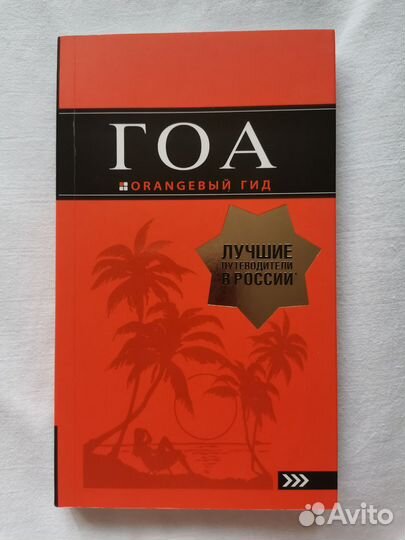 ГОА
ORANGEВЫЙ ГИД
ЛУЧШИЕ
ПУТЕВОДИТЕЛИ
В РОССИИ*
Avito